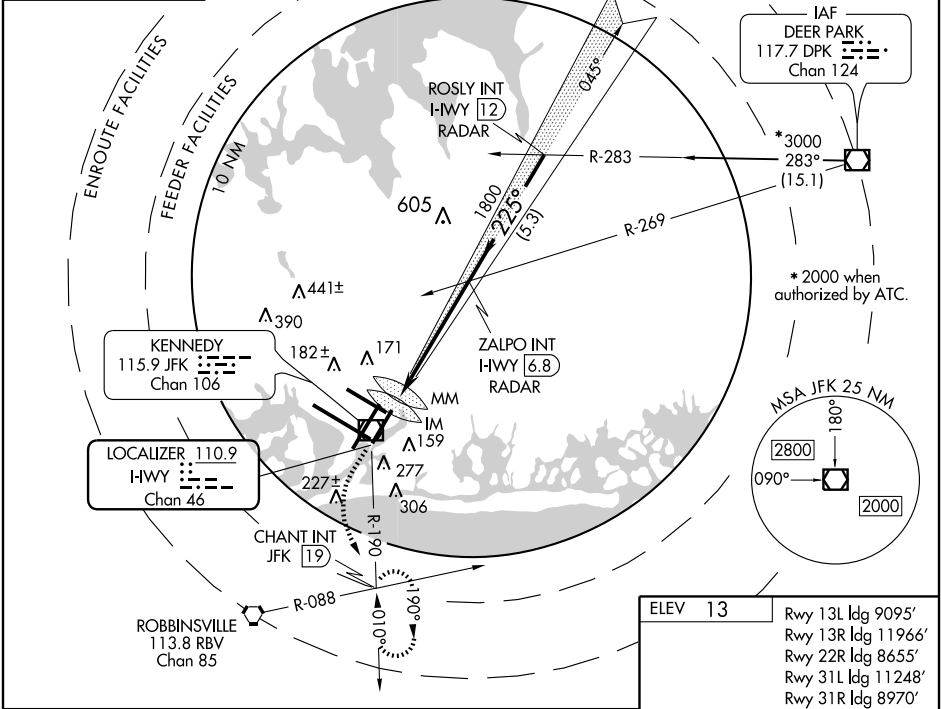 IAF
DEER PARK
117.7 DPK
Chan 124
ENROUTE FACILITIES
FEEDER FACILITIES
10 NM
ROSLY INT
I-HWY 12
RADAR
045°
*3000
283°
(15.1)
R-283
R-269
605
1800
225°
(5.3)
* 2000 when
authorized by ATC.
441±
390
KENNEDY
115.9 JFK
Chan 106
182±
171
ZALPO INT
I-HWY 6.8
RADAR
MM
IM
LOCALIZER 110.9
I-HWY
Chan 46
159
277
306
227±
MSA JFK 25 NM
180°
2800
090°
2000
CHANT INT
JFK 19
R-190
R-088
010°
190°
ROBBINSVILLE
113.8 RBV
Chan 85
ELEV 13
Rwy 13L ldg 9095'
Rwy 13R ldg 11966'
Rwy 22R ldg 8655'
Rwy 31L ldg 11248'
Rwy 31R ldg 8970'